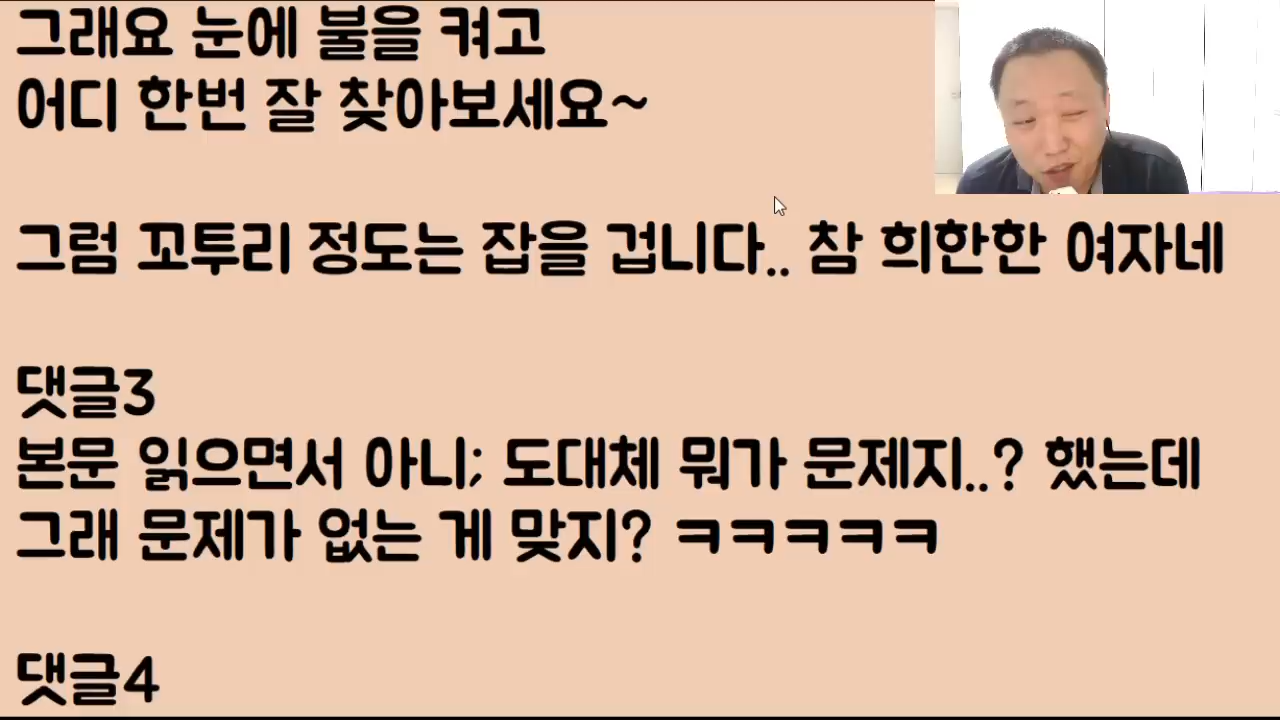 그래요 눈에 불을 켜고
어디 한번 잘 찾아보세요~
그럼 꼬투리 정도는 잡을 겁니다.. 참 희한한 여자네
댓글3
본문 읽으면서 아니; 도대체 뭐가 문제지..? 했는데
그래 문제가 없는 게 맞지? ㅋㅋㅋㅋㅋ
댓글4